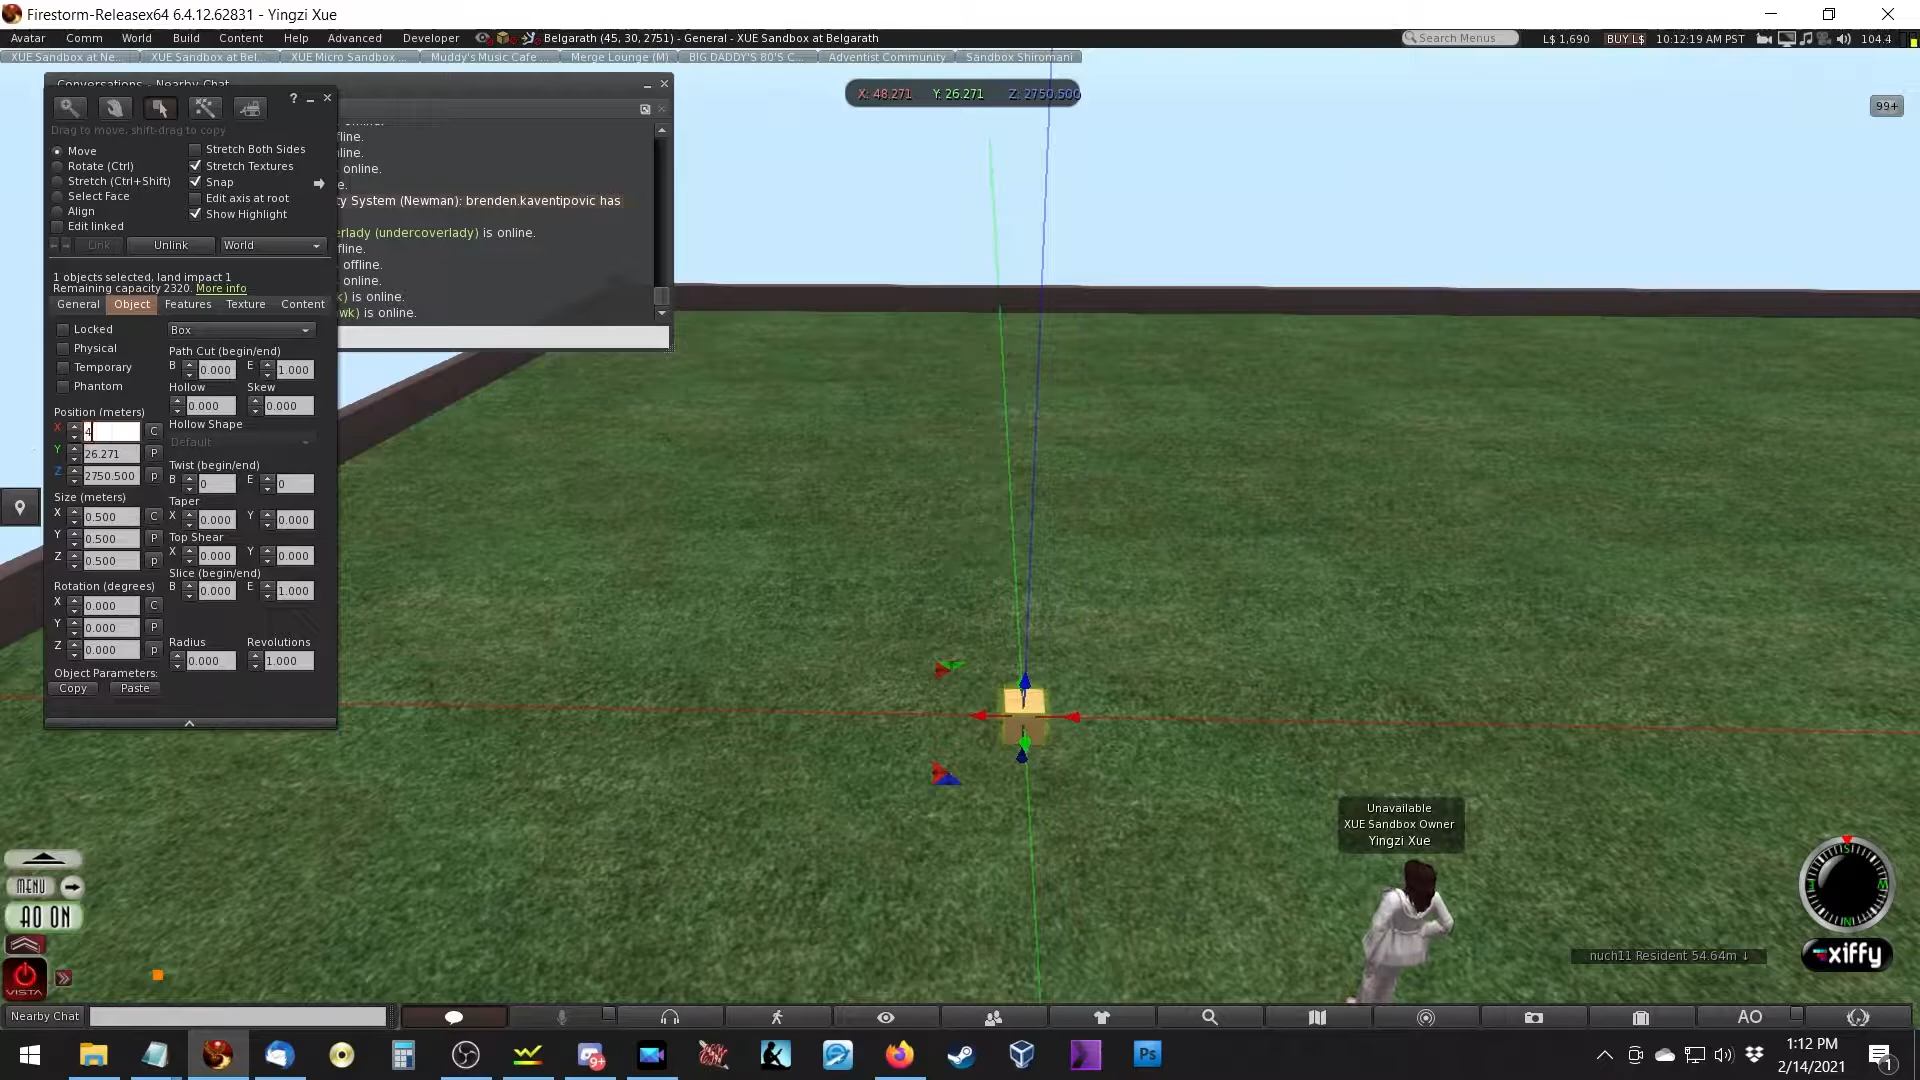 Firestorm-Releasex64 6.4.12.62831 - Yingzi Xue
Avatar Comm World Build Content Help Advanced Developer Belgarath (45, 30, 2751) - General - XUE Sandbox at Belgarath Search Menus L$ 1,690 BUY L$ 10:12:19 AM PST 104.4
XUE Sandbox at Ne... XUE Sandbox at Bel... XUE Micro Sandbox ... Muddy's Music Cafe ... Merge Lounge (M) BIG DADDY'S 80'S C... Adventist Community Sandbox Shiromani
Conversations - Nearby Chat
X: 48.271 Y: 26.271 Z: 2750.500
99+
Drag to move, shift-drag to copy
Move
Rotate (Ctrl)
Stretch (Ctrl+Shift)
Select Face
Align
Edit linked
Stretch Both Sides
Stretch Textures
Snap
Edit axis at root
Show Highlight
Link Unlink World
fline.
line.
online.
e.
ty System (Newman): brenden.kaventipovic has
erlady (undercoverlady) is online.
ffline.
offline.
online.
k) is online.
wk) is online.
1 objects selected, land impact 1
Remaining capacity 2320. More info
General Object Features Texture Content
Locked
Physical
Temporary
Phantom
Position (meters)
X 4 C
Y 26.271 P
Z 2750.500 p
Size (meters)
X 0.500 C
Y 0.500 P
Z 0.500 p
Rotation (degrees)
X 0.000 C
Y 0.000 P
Z 0.000 p
Object Parameters:
Copy Paste
Box
Path Cut (begin/end)
B 0.000 E 1.000
Hollow Skew
0.000 0.000
Hollow Shape
Default
Twist (begin/end)
B 0 E 0
Taper
X 0.000 Y 0.000
Top Shear
X 0.000 Y 0.000
Slice (begin/end)
B 0.000 E 1.000
Radius Revolutions
0.000 1.000
Unavailable
XUE Sandbox Owner
Yingzi Xue
nuch11 Resident 54.64m ↓
xiffy
MENU
AO ON
VISTA
Nearby Chat
AO
9+
Ps
1:12 PM
2/14/2021
1